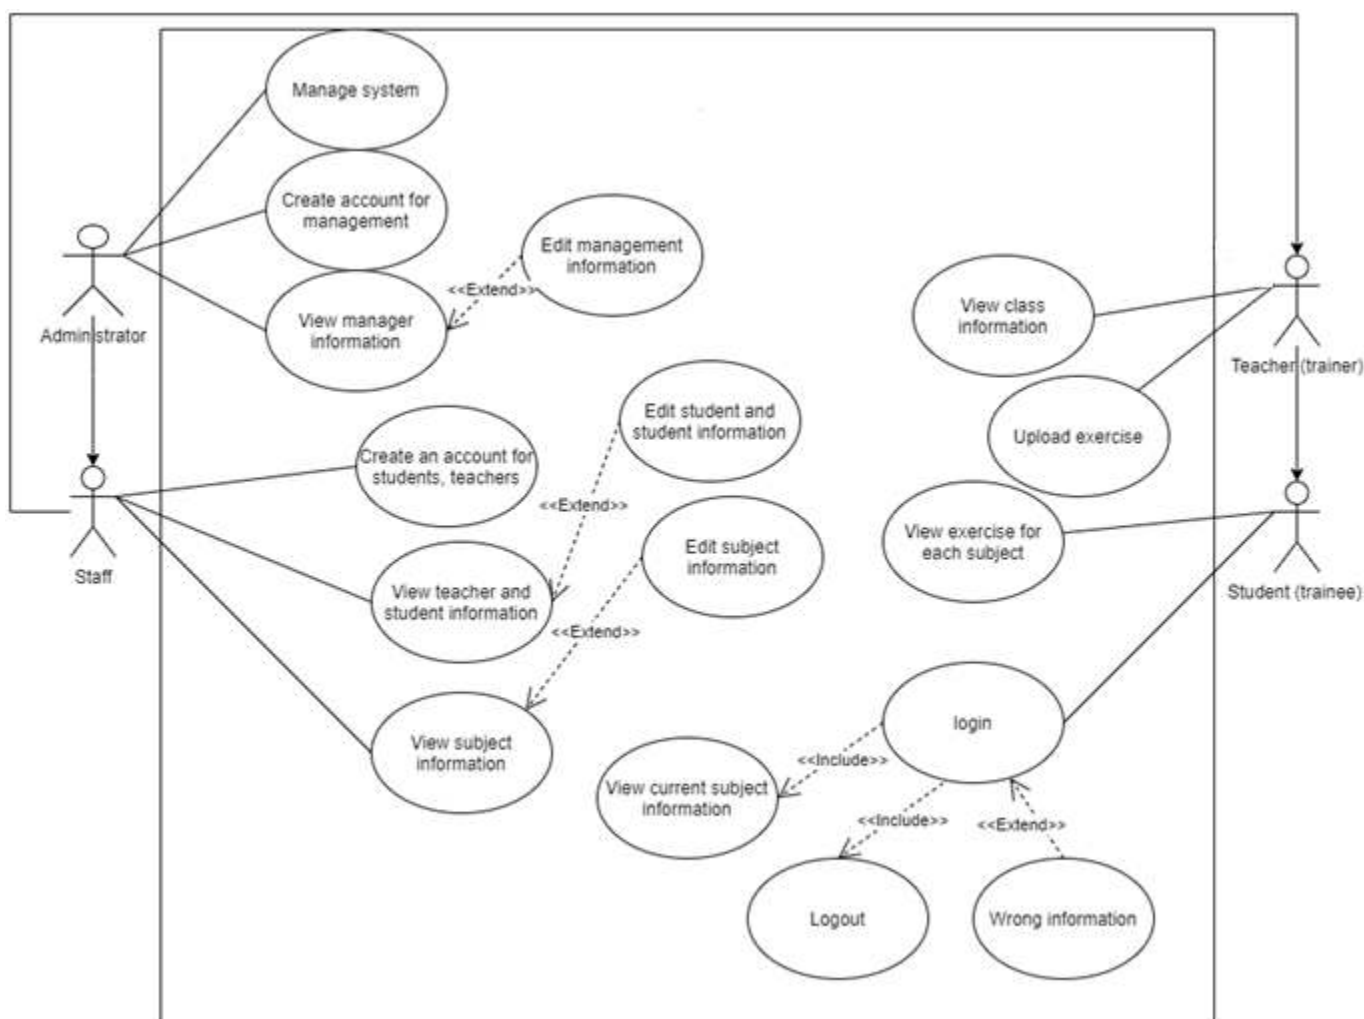 Manage system
Create account for
management
Edit management
information
<<Extend>>
View manager
information
Administrator
View class
information
Teacher (trainer)
Edit student and
student information
Upload exercise
Create an account for
students, teachers
<<Extend>>
Staff
View exercise for
each subject
Edit subject
information
View teacher and
student information
Student (trainee)
<<Extend>>
View subject
information
login
<<Include>>
View current subject
information
<<Include>>
<<Extend>>
Logout
Wrong information